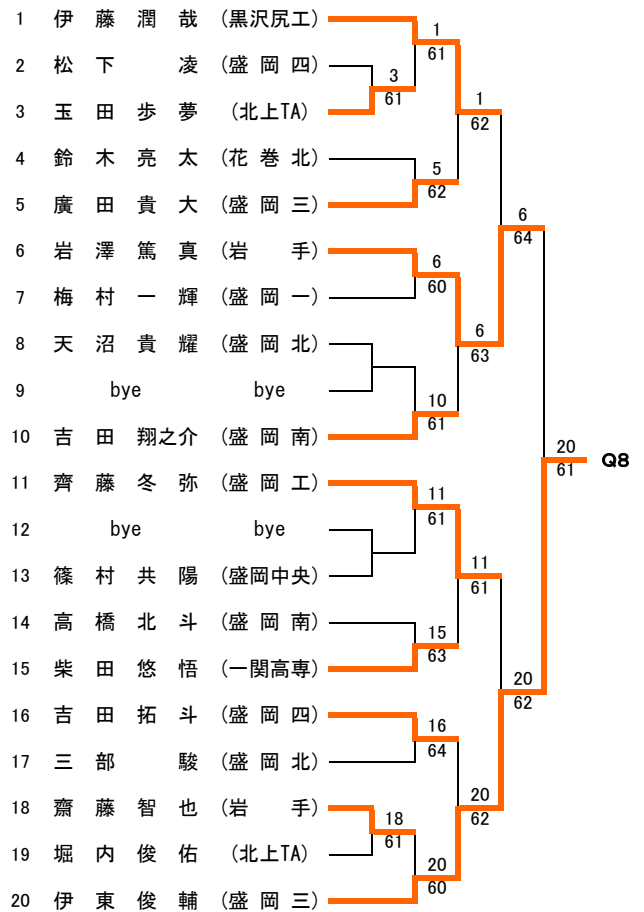 1 伊藤潤哉 (黒沢尻工)
2 松下凌 (盛岡四)
3 玉田歩夢 (北上TA)
4 鈴木亮太 (花巻北)
5 廣田貴大 (盛岡三)
6 岩澤篤真 (岩手)
7 梅村一輝 (盛岡一)
8 天沼貴耀 (盛岡北)
9 bye bye
10 吉田翔之介 (盛岡南)
11 齊藤冬弥 (盛岡工)
12 bye bye
13 篠村共陽 (盛岡中央)
14 高橋北斗 (盛岡南)
15 柴田悠悟 (一関高専)
16 吉田拓斗 (盛岡四)
17 三部駿 (盛岡北)
18 齋藤智也 (岩手)
19 堀内俊佑 (北上TA)
20 伊東俊輔 (盛岡三)
3
61
18
61
1
61
5
62
6
60
10
61
11
61
15
63
16
64
20
60
1
62
6
63
11
61
20
62
6
64
20
62
20
61
Q8